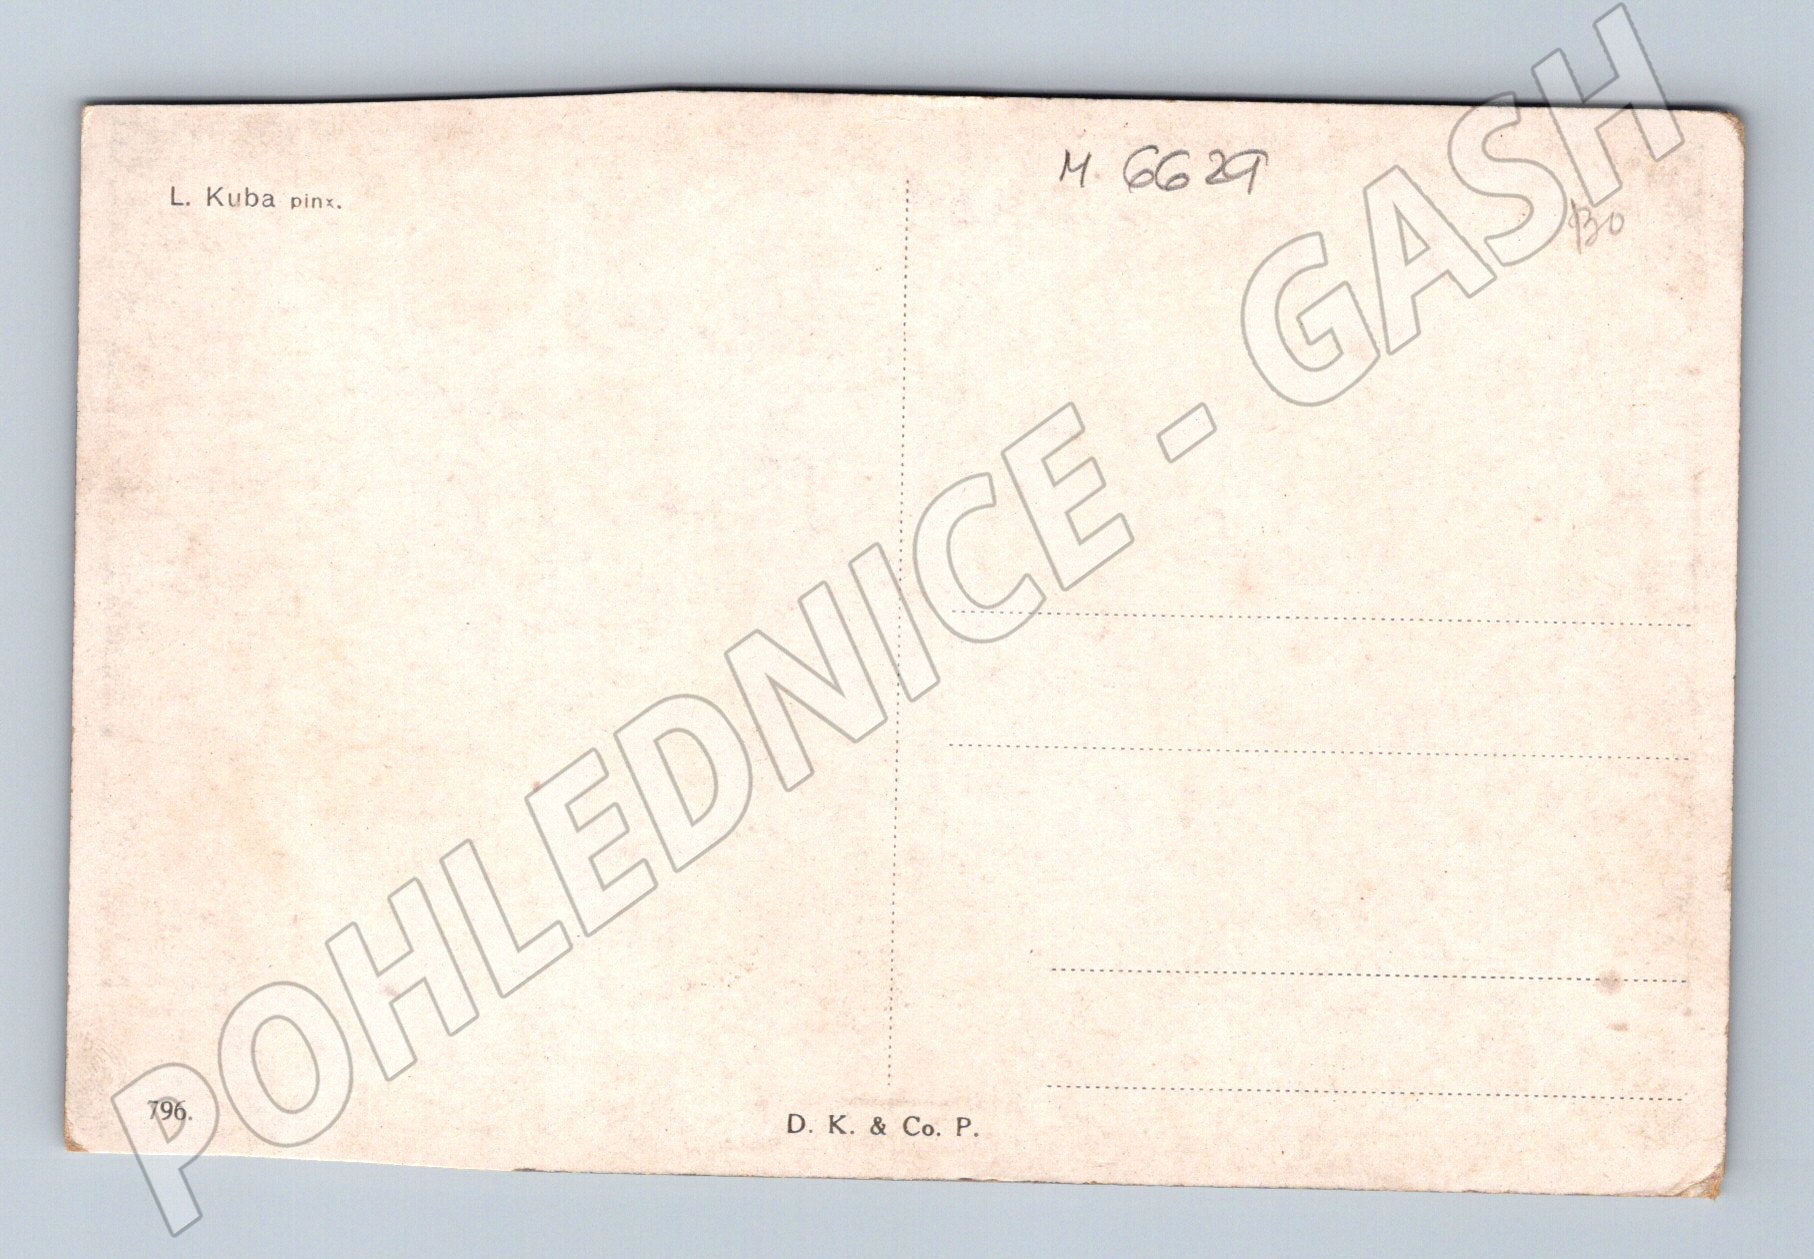 L. Kuba pinx.
M. 6629
130
POHLEDNICE - GASH
796.
D. K. & Co. P.